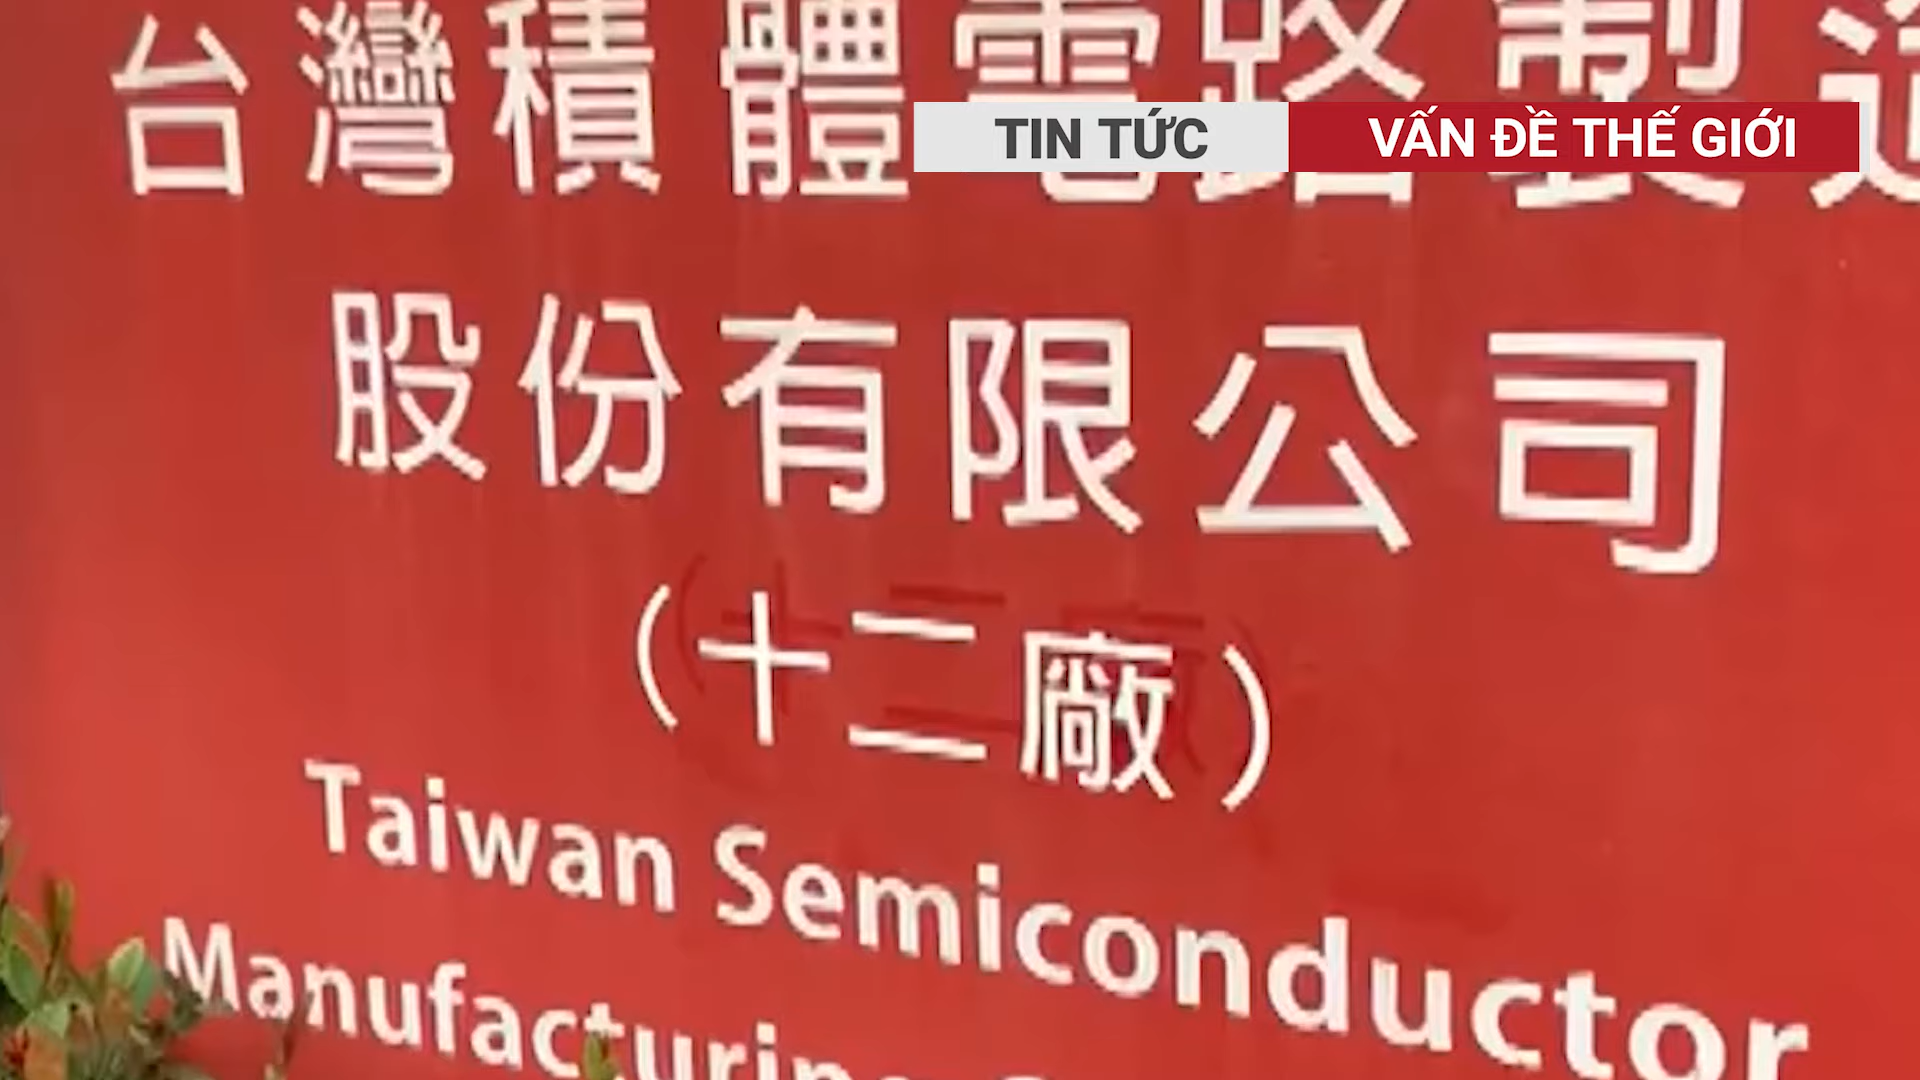 台灣積體電路製造
TIN TỨC VẤN ĐỀ THẾ GIỚI
股份有限公司
(十二廠)
Taiwan Semiconductor
Manufacturing